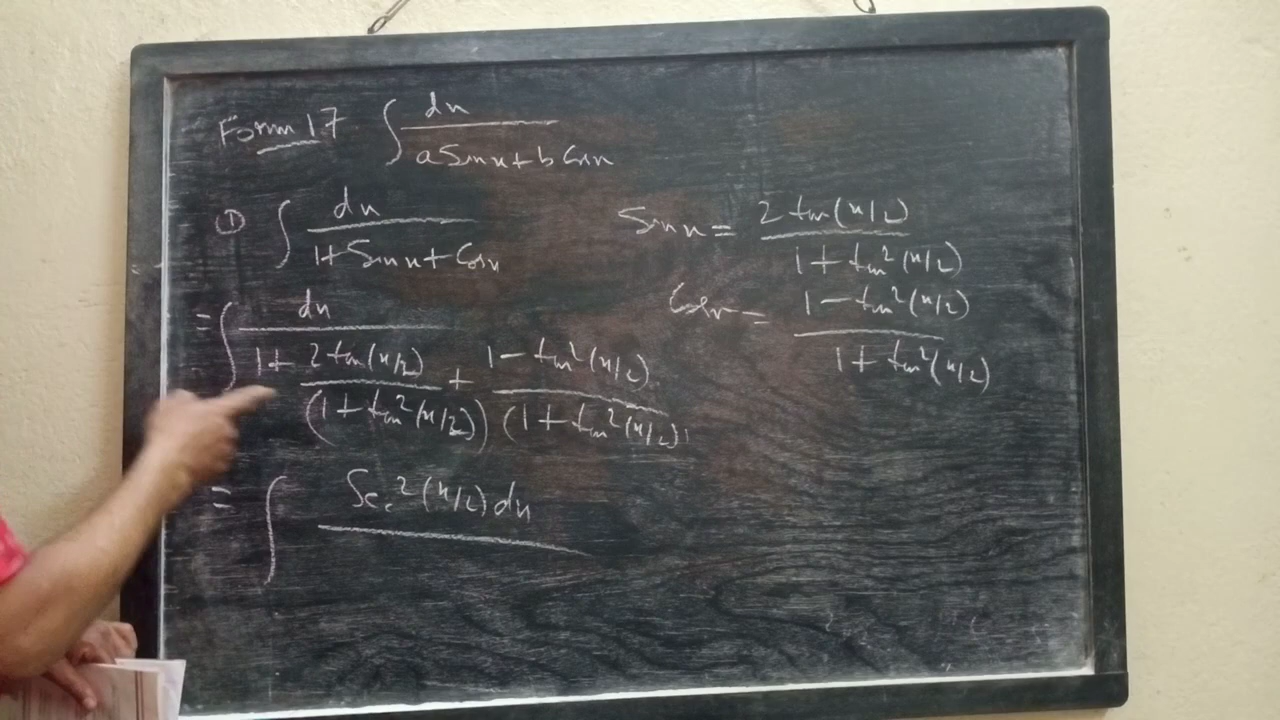 Form 17 ∫ dx / (a Sin x + b Cos x)
① ∫ dx / (1 + Sin x + Cos x)
Sin x = 2 tan(x/2) / (1 + tan²(x/2))
= ∫ dx / (1 + 2 tan(x/2) / (1 + tan²(x/2)) + 1 - tan²(x/2) / (1 + tan²(x/2)))
Cos x = 1 - tan²(x/2) / (1 + tan²(x/2))
= ∫ Sec²(x/2) dx